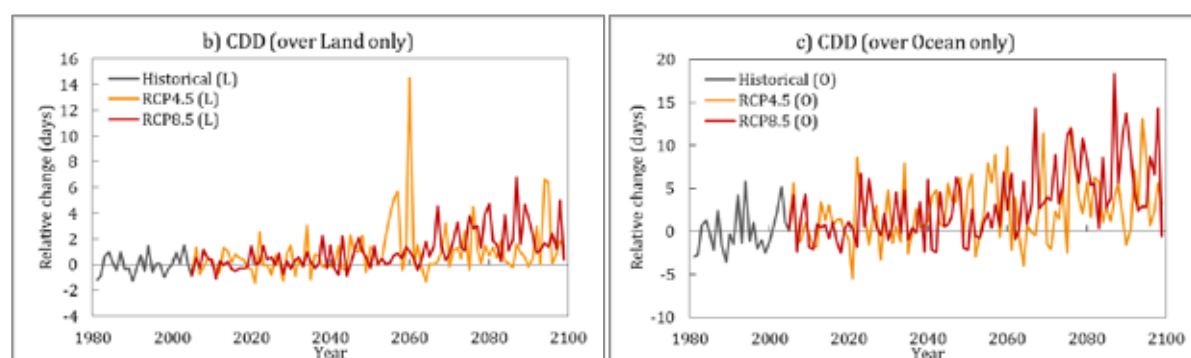 b) CDD (over Land only)
16
14
12
10
8
6
4
2
0
-2
-4
Relative change (days)
Historical (L)
RCP4.5 (L)
RCP8.5 (L)
1980 2000 2020 2040 2060 2080 2100
Year
c) CDD (over Ocean only)
20
15
10
5
0
-5
-10
Relative change (days)
Historical (O)
RCP4.5 (O)
RCP8.5 (O)
1980 2000 2020 2040 2060 2080 2100
Year